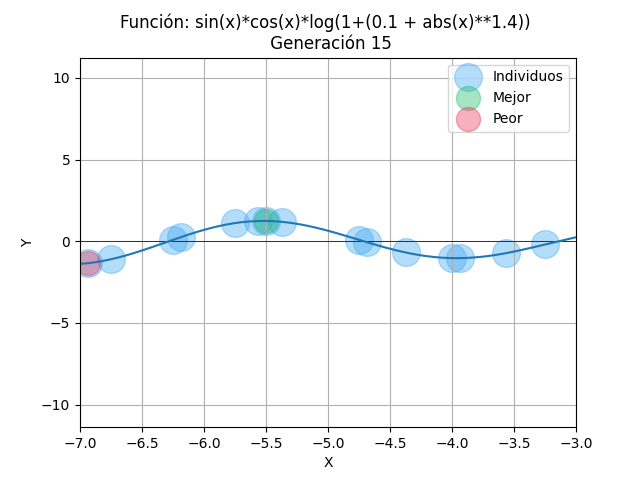 Función: sin(x)*cos(x)*log(1+(0.1 + abs(x)**1.4))
Generación 15
Individuos
Mejor
Peor
10
5
0
−5
−10
Y
−7.0 −6.5 −6.0 −5.5 −5.0 −4.5 −4.0 −3.5 −3.0
X